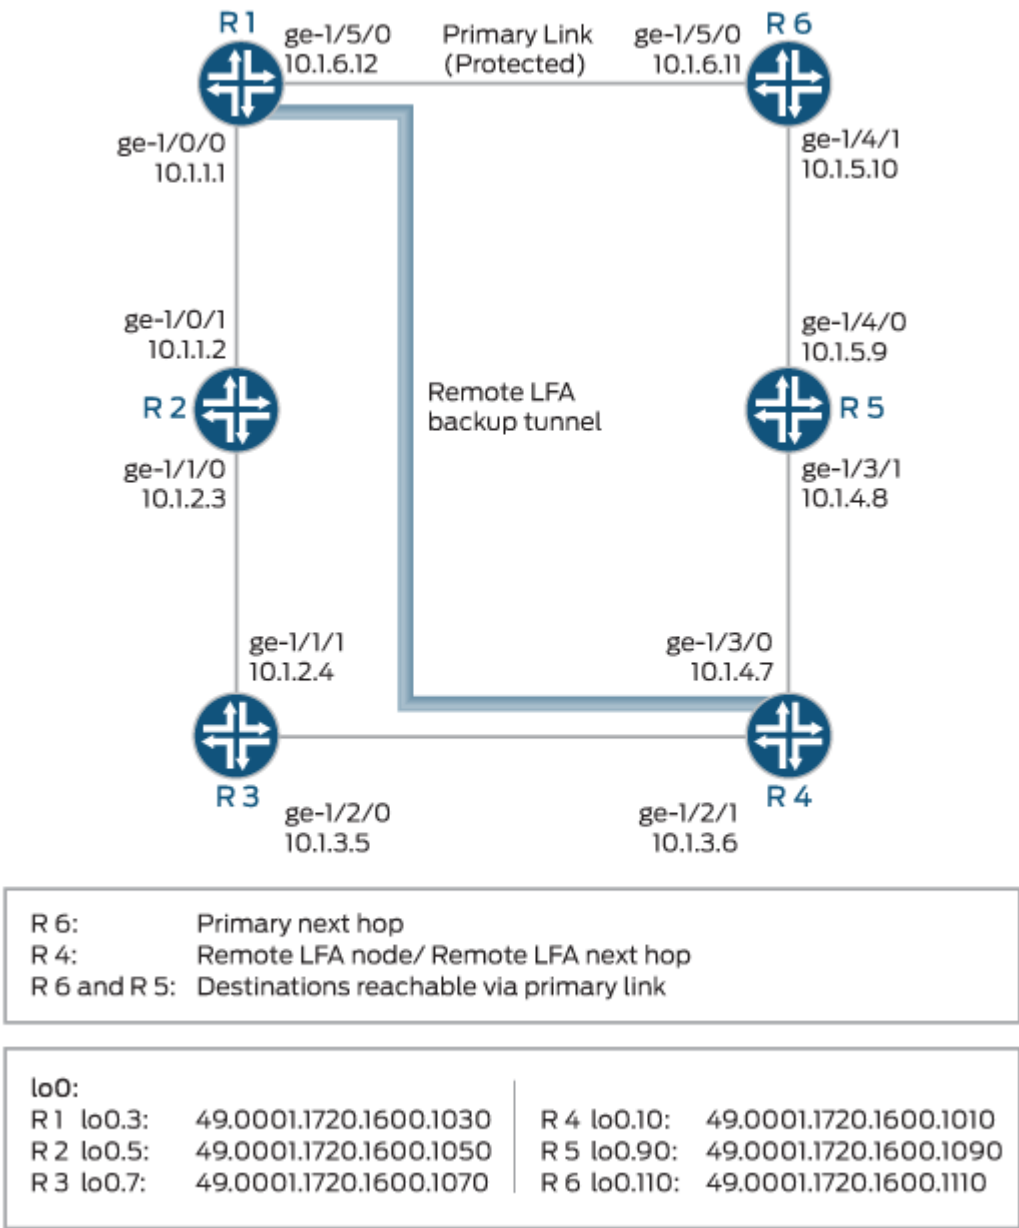 R 1
ge-1/5/0
10.1.6.12
Primary Link
(Protected)
ge-1/5/0
10.1.6.11
R 6
ge-1/0/0
10.1.1.1
ge-1/4/1
10.1.5.10
ge-1/0/1
10.1.1.2
ge-1/4/0
10.1.5.9
R 2
Remote LFA
backup tunnel
R 5
ge-1/1/0
10.1.2.3
ge-1/3/1
10.1.4.8
ge-1/1/1
10.1.2.4
ge-1/3/0
10.1.4.7
R 3
R 4
ge-1/2/0
10.1.3.5
ge-1/2/1
10.1.3.6
R 6: Primary next hop
R 4: Remote LFA node/ Remote LFA next hop
R 6 and R 5: Destinations reachable via primary link
lo0:
R 1 lo0.3: 49.0001.1720.1600.1030
R 2 lo0.5: 49.0001.1720.1600.1050
R 3 lo0.7: 49.0001.1720.1600.1070
R 4 lo0.10: 49.0001.1720.1600.1010
R 5 lo0.90: 49.0001.1720.1600.1090
R 6 lo0.110: 49.0001.1720.1600.1110